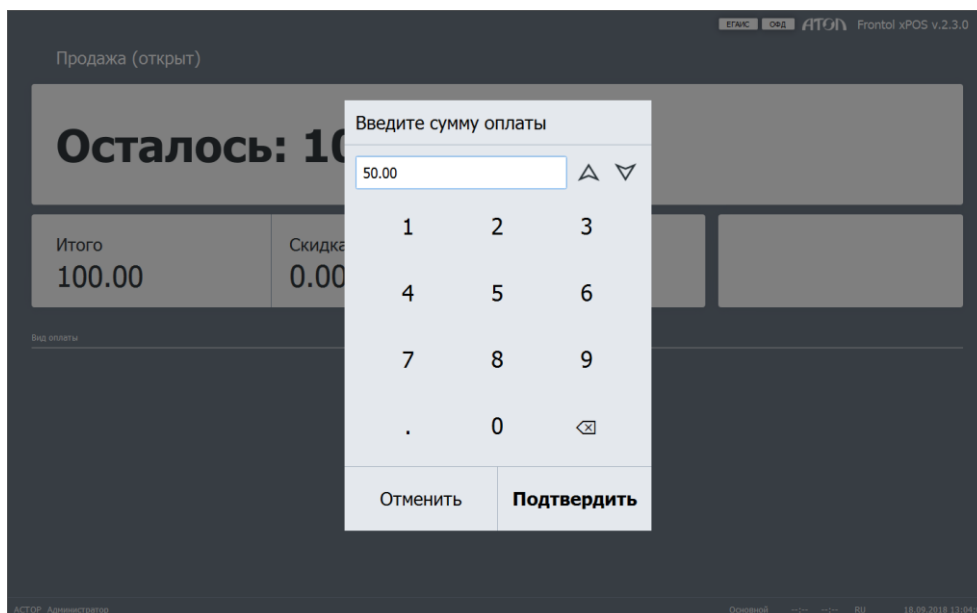 ЕГАИС ОФД АТОЛ Frontol xPOS v.2.3.0
Продажа (открыт)
Осталось: 10
Введите сумму оплаты
50.00
Итого
100.00
Скидка
0.00
1 2 3
4 5 6
7 8 9
. 0
Вид оплаты
Отменить Подтвердить
АСТОР Администратор Основной --:-- --:-- RU 18.09.2018 13:04